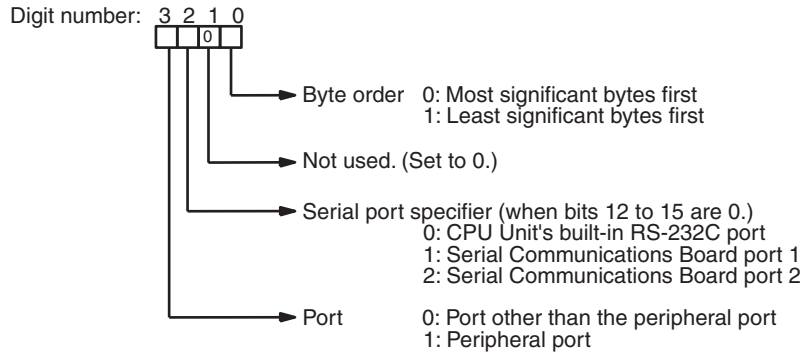 Digit number: 3 2 1 0
0
Byte order 0: Most significant bytes first
1: Least significant bytes first
Not used. (Set to 0.)
Serial port specifier (when bits 12 to 15 are 0.)
0: CPU Unit's built-in RS-232C port
1: Serial Communications Board port 1
2: Serial Communications Board port 2
Port 0: Port other than the peripheral port
1: Peripheral port